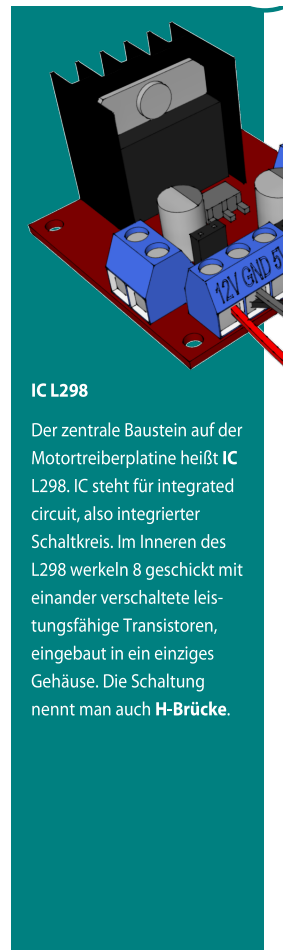 12V GND 5V
IC L298
Der zentrale Baustein auf der
Motortreiberplatine heißt IC
L298. IC steht für integrated
circuit, also integrierter
Schaltkreis. Im Inneren des
L298 werkeln 8 geschickt mit
einander verschaltete leis-
tungsfähige Transistoren,
eingebaut in ein einziges
Gehäuse. Die Schaltung
nennt man auch H-Brücke.